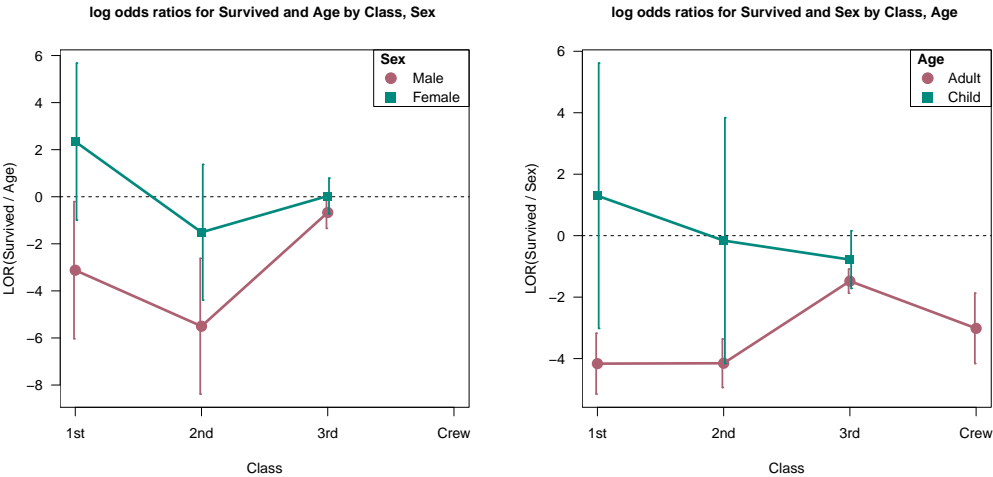 log odds ratios for Survived and Age by Class, Sex
LOR(Survived / Age)
6
4
2
0
−2
−4
−6
−8
Sex
Male
Female
1st
2nd
3rd
Crew
Class
log odds ratios for Survived and Sex by Class, Age
LOR(Survived / Sex)
6
4
2
0
−2
−4
Age
Adult
Child
1st
2nd
3rd
Crew
Class